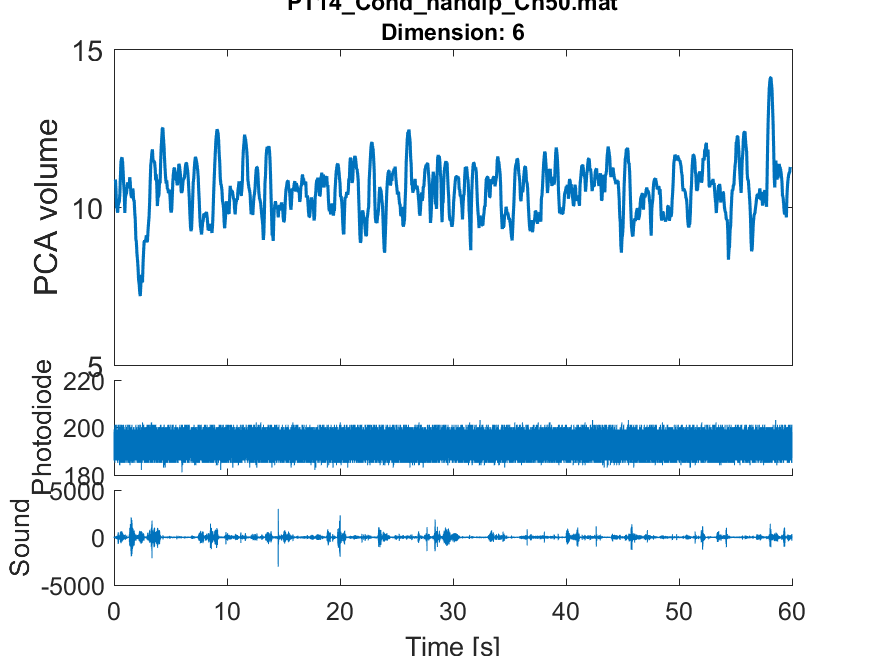 PT14_Cond_handip_Ch50.mat
Dimension: 6
15
10
5
PCA volume
220
200
180
Photodiode
5000
0
-5000
Sound
0 10 20 30 40 50 60
Time [s]